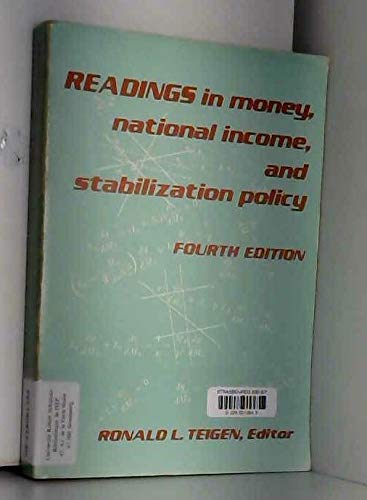 READINGS in money,
national income,
and
stabilization policy
FOURTH EDITION
RONALD L. TEIGEN, Editor